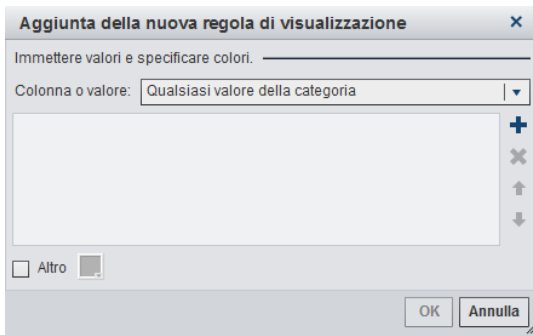 Aggiunta della nuova regola di visualizzazione
Immettere valori e specificare colori.
Colonna o valore: Qualsiasi valore della categoria
Altro
OK Annulla